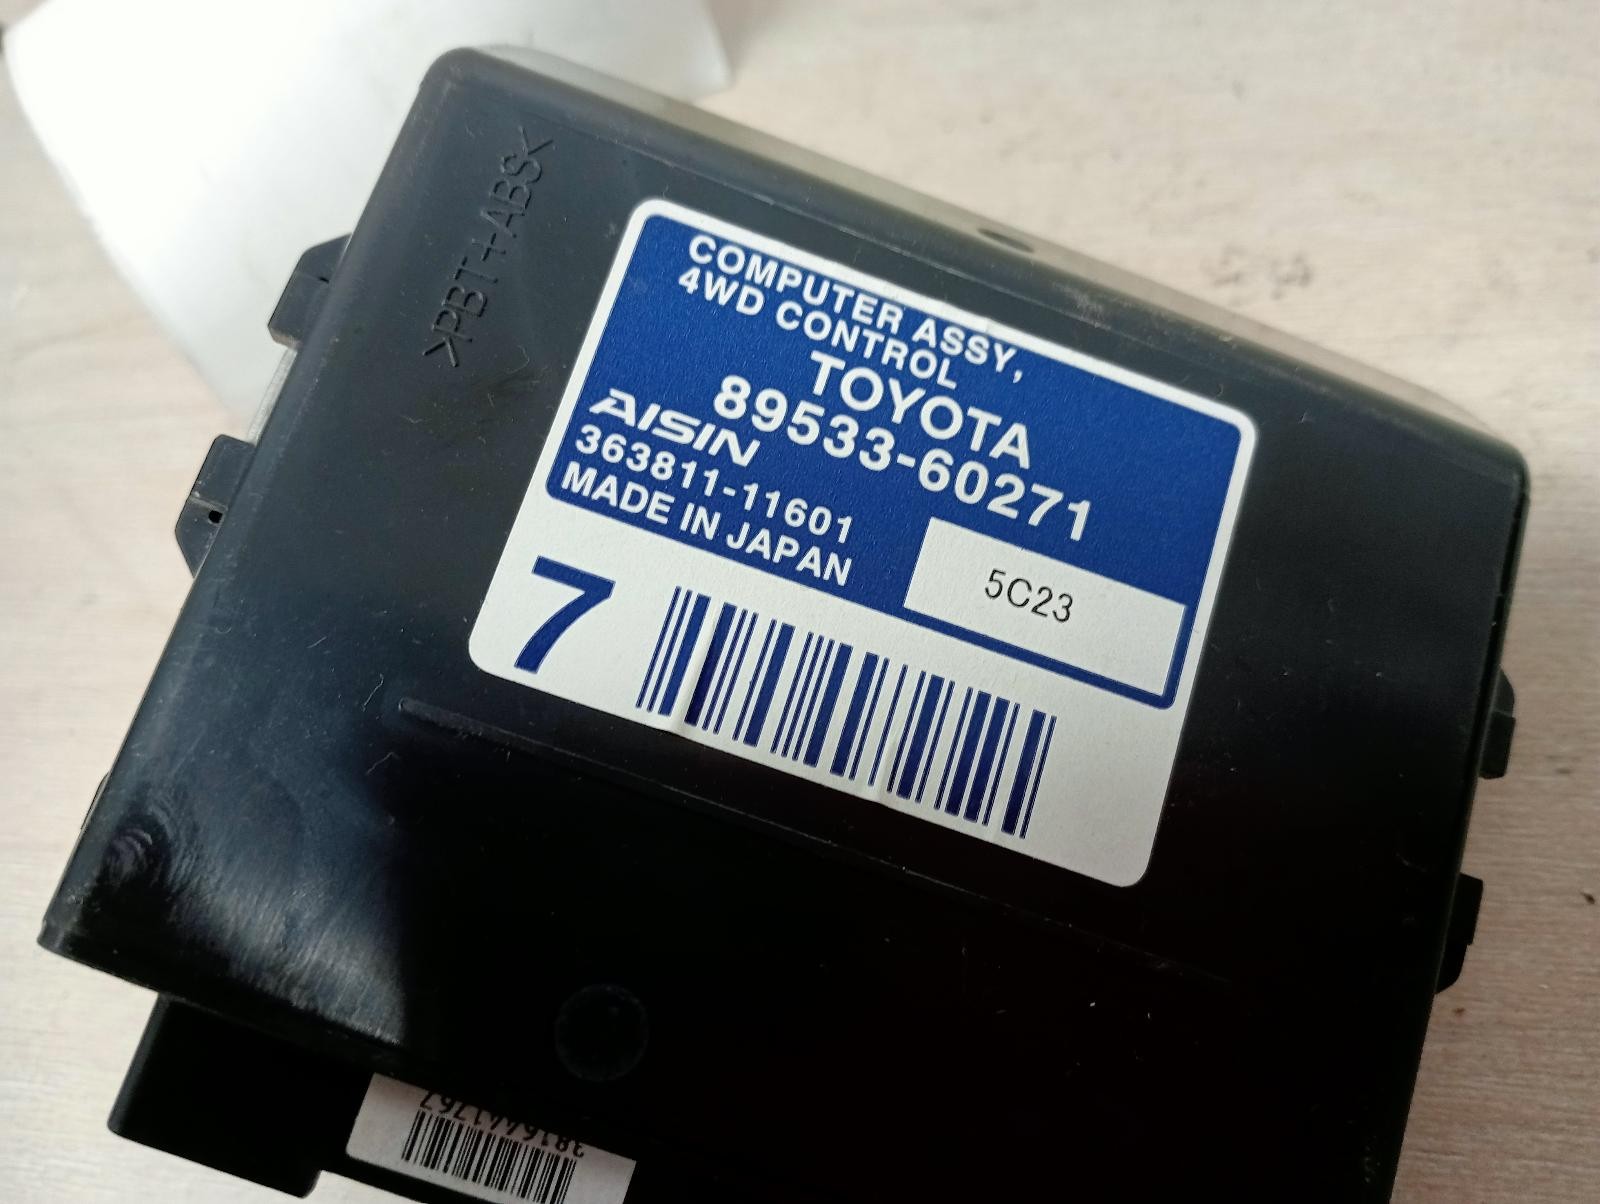 >PBT+ABS<
COMPUTER ASSY,
4WD CONTROL
TOYOTA
89533-60271
AISIN
363811-11601
MADE IN JAPAN
5C23
7